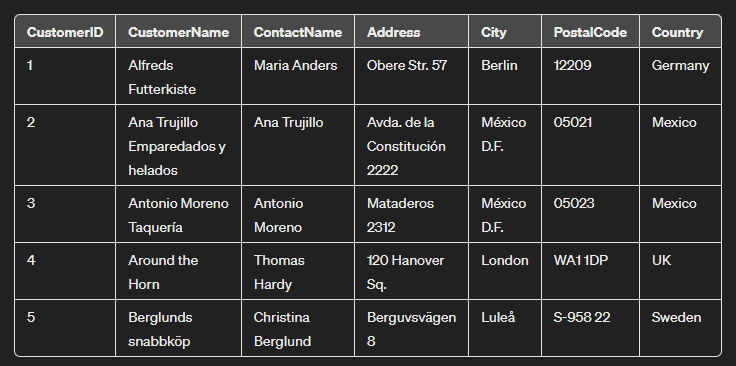 CustomerID CustomerName ContactName Address City PostalCode Country
1 Alfreds Maria Anders Obere Str. 57 Berlin 12209 Germany
Futterkiste
2 Ana Trujillo Ana Trujillo Avda. de la México 05021 Mexico
Emparedados y Constitución D.F.
helados 2222
3 Antonio Moreno Antonio Mataderos México 05023 Mexico
Taquería Moreno 2312 D.F.
4 Around the Thomas 120 Hanover London WA1 1DP UK
Horn Hardy Sq.
5 Berglunds Christina Berguvsvägen Luleå S-958 22 Sweden
snabbköp Berglund 8